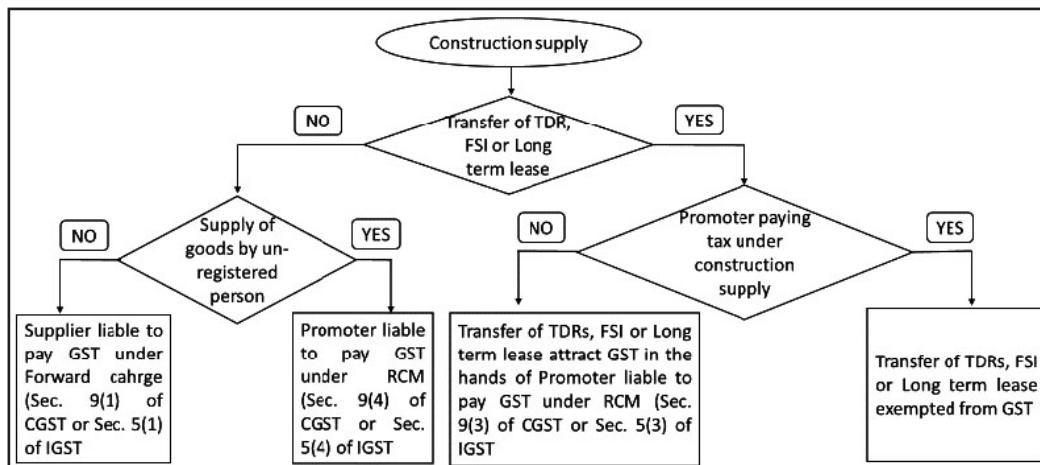 Construction supply
NO
Transfer of TDR,
FSI or Long
term lease
YES
NO
Supply of
goods by un-
registered
person
YES
NO
Promoter paying
tax under
construction
supply
YES
Supplier liable to
pay GST under
Forward cahrge
(Sec. 9(1) of
CGST or Sec. 5(1)
of IGST
Promoter liable
to pay GST
under RCM
(Sec. 9(4) of
CGST or Sec.
5(4) of IGST
Transfer of TDRs, FSI or Long
term lease attract GST in the
hands of Promoter liable to
pay GST under RCM (Sec.
9(3) of CGST or Sec. 5(3) of
IGST
Transfer of TDRs, FSI
or Long term lease
exempted from GST